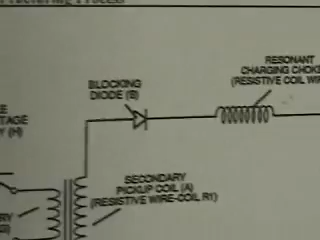 RESONANT
CHARGING CHOKE
(RESISTIVE COIL
BLOCKING
DIODE (B)
(H)
SECONDARY
PICKUP COIL (A)
(RESISTIVE WIRE-COIL R1)